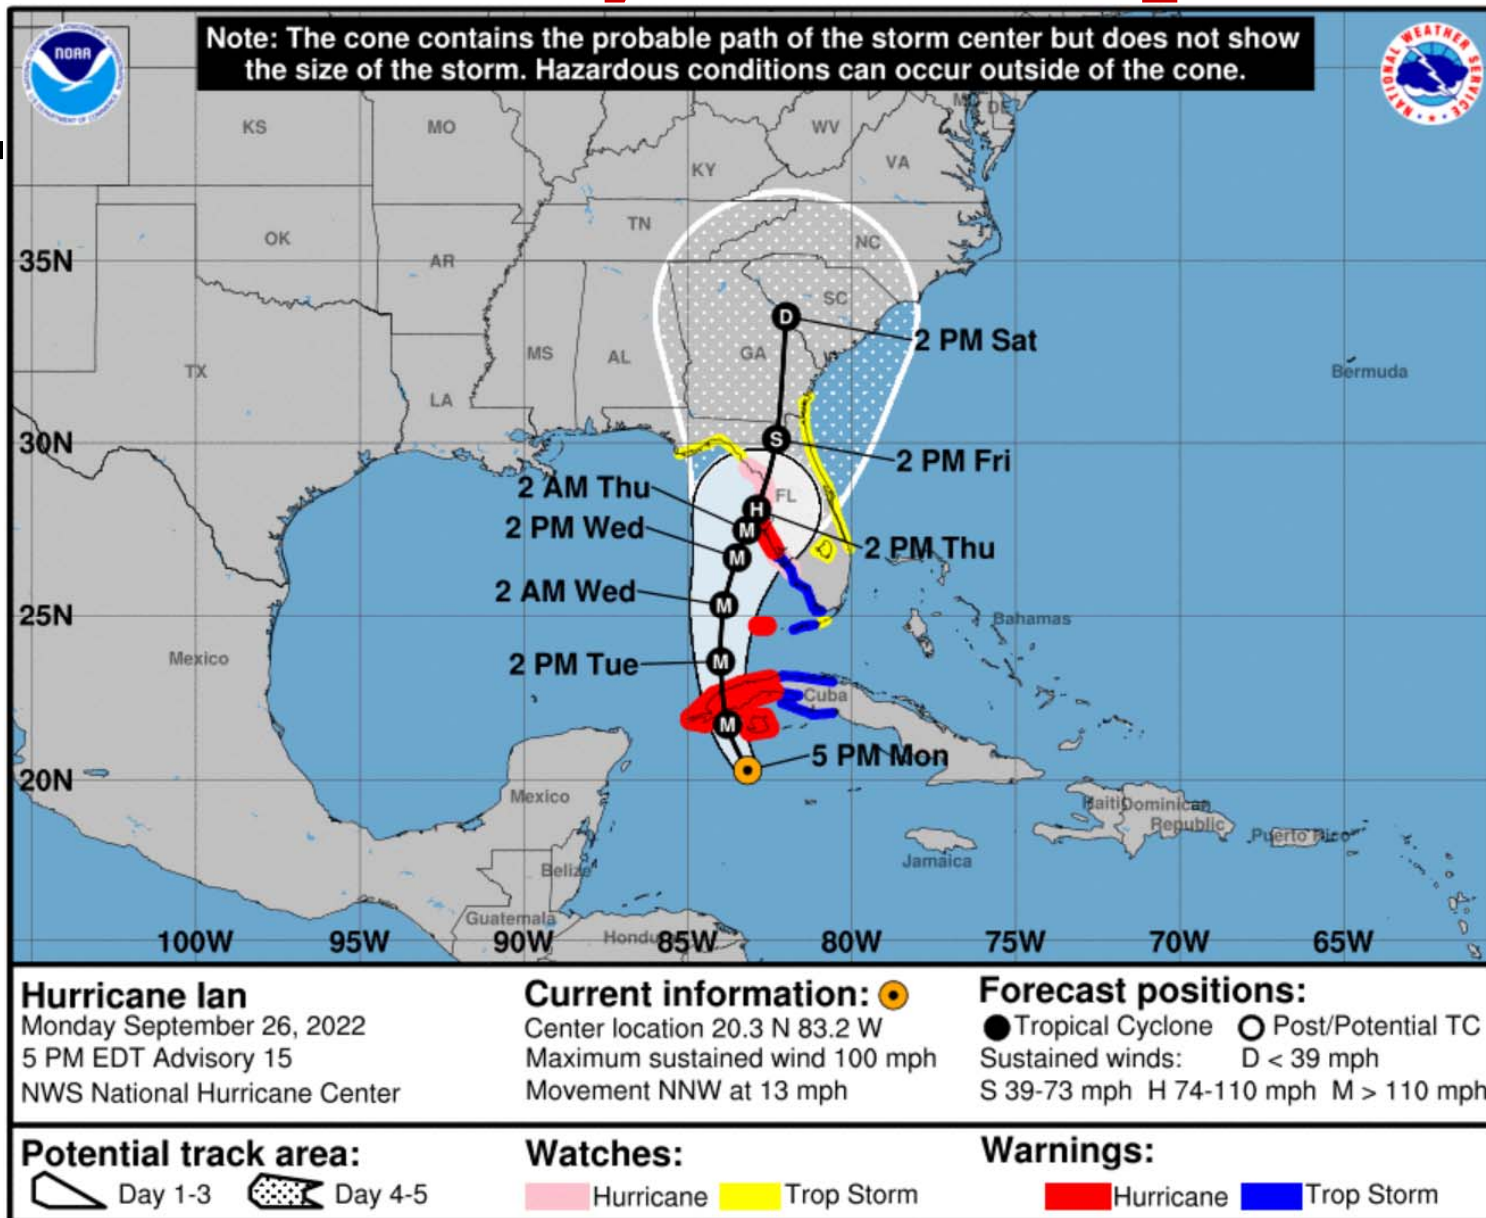 Note: The cone contains the probable path of the storm center but does not show
the size of the storm. Hazardous conditions can occur outside of the cone.
NOAA
NATIONAL WEATHER SERVICE
KS
MO
WV
DE
KY
VA
TN
NC
OK
AR
35N
SC
D
2 PM Sat
MS
AL
GA
TX
Bermuda
LA
30N
S
2 PM Fri
2 AM Thu
FL
H
2 PM Wed
M
2 PM Thu
M
2 AM Wed
M
25N
Bahamas
Mexico
2 PM Tue
M
Cuba
M
5 PM Mon
20N
Mexico
Haiti
Dominican
Republic
Puerto Rico
Jamaica
Belize
Guatemala
100W
95W
90W
85W
80W
75W
70W
65W
Hurricane Ian
Monday September 26, 2022
5 PM EDT Advisory 15
NWS National Hurricane Center
Current information:
Center location 20.3 N 83.2 W
Maximum sustained wind 100 mph
Movement NNW at 13 mph
Forecast positions:
Tropical Cyclone Post/Potential TC
Sustained winds: D < 39 mph
S 39-73 mph H 74-110 mph M > 110 mph
Potential track area:
Day 1-3 Day 4-5
Watches:
Hurricane Trop Storm
Warnings:
Hurricane Trop Storm